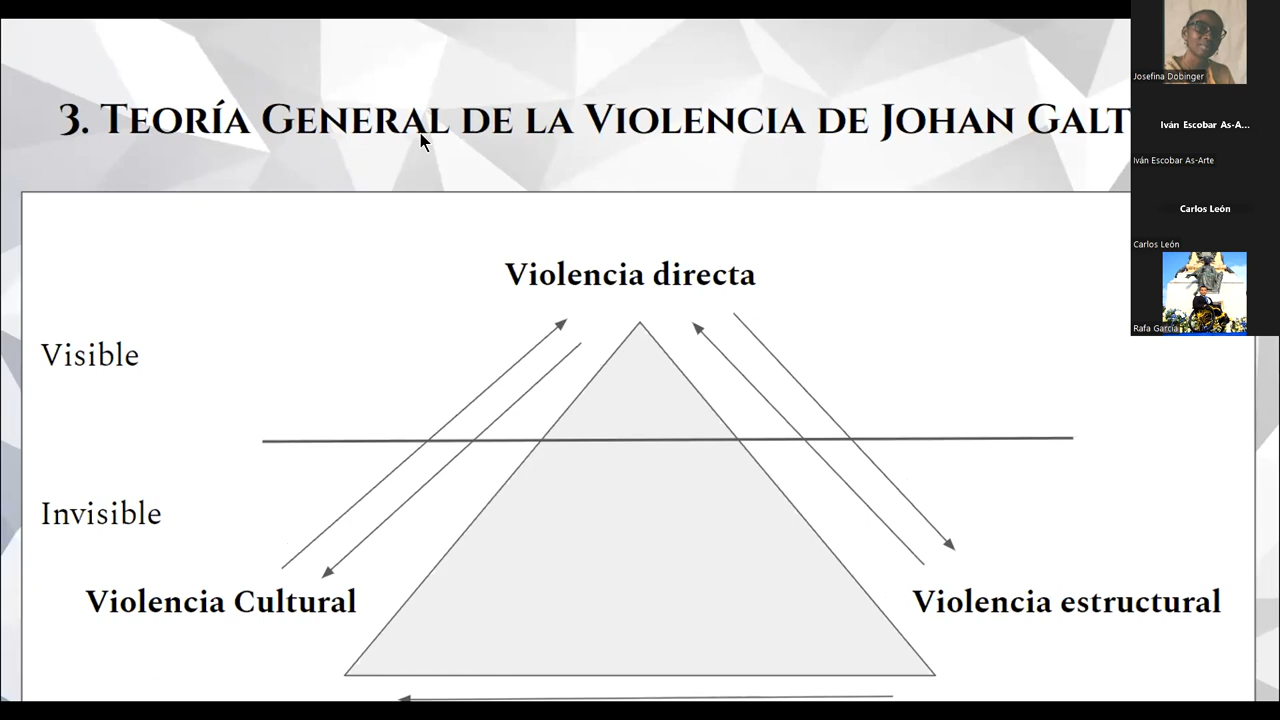 3. Teoría General de la Violencia de Johan Galt
Violencia directa
Visible
Invisible
Violencia Cultural
Violencia estructural
Josefina Dobinger
Iván Escobar As-A...
Iván Escobar As-Arte
Carlos León
Carlos León
Rafa García